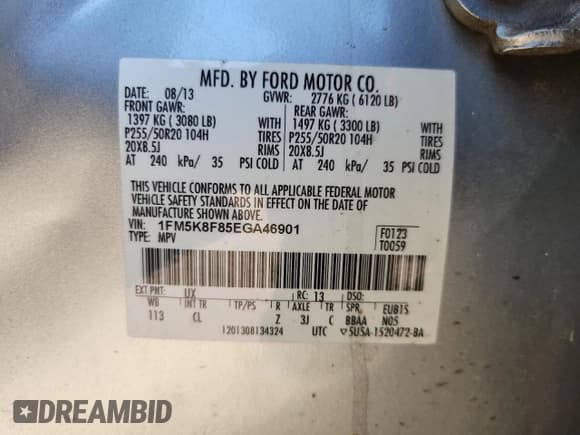 MFD. BY FORD MOTOR CO.
DATE: 08/13 GVWR: 2776 KG ( 6120 LB)
FRONT GAWR: REAR GAWR:
1397 KG ( 3080 LB) WITH 1497 KG ( 3300 LB) WITH
P255/50R20 104H TIRES P255/50R20 104H TIRES
20X8.5J RIMS 20X8.5J RIMS
AT 240 kPa/ 35 PSI COLD AT 240 kPa/ 35 PSI COLD
THIS VEHICLE CONFORMS TO ALL APPLICABLE FEDERAL MOTOR
VEHICLE SAFETY STANDARDS IN EFFECT ON THE DATE OF
MANUFACTURE SHOWN ABOVE.
VIN: 1FM5K8F85EGA46901 F0123
TYPE: MPV T0059
EXT PNT: UX RC: 13 DSO:
WB INT TR TP/PS R AXLE TR SPR EUB1S
113 CL Z 3J C BBAA N05
1201308134324 UTC ▽SU5A-1520472-BA
DREAMBID